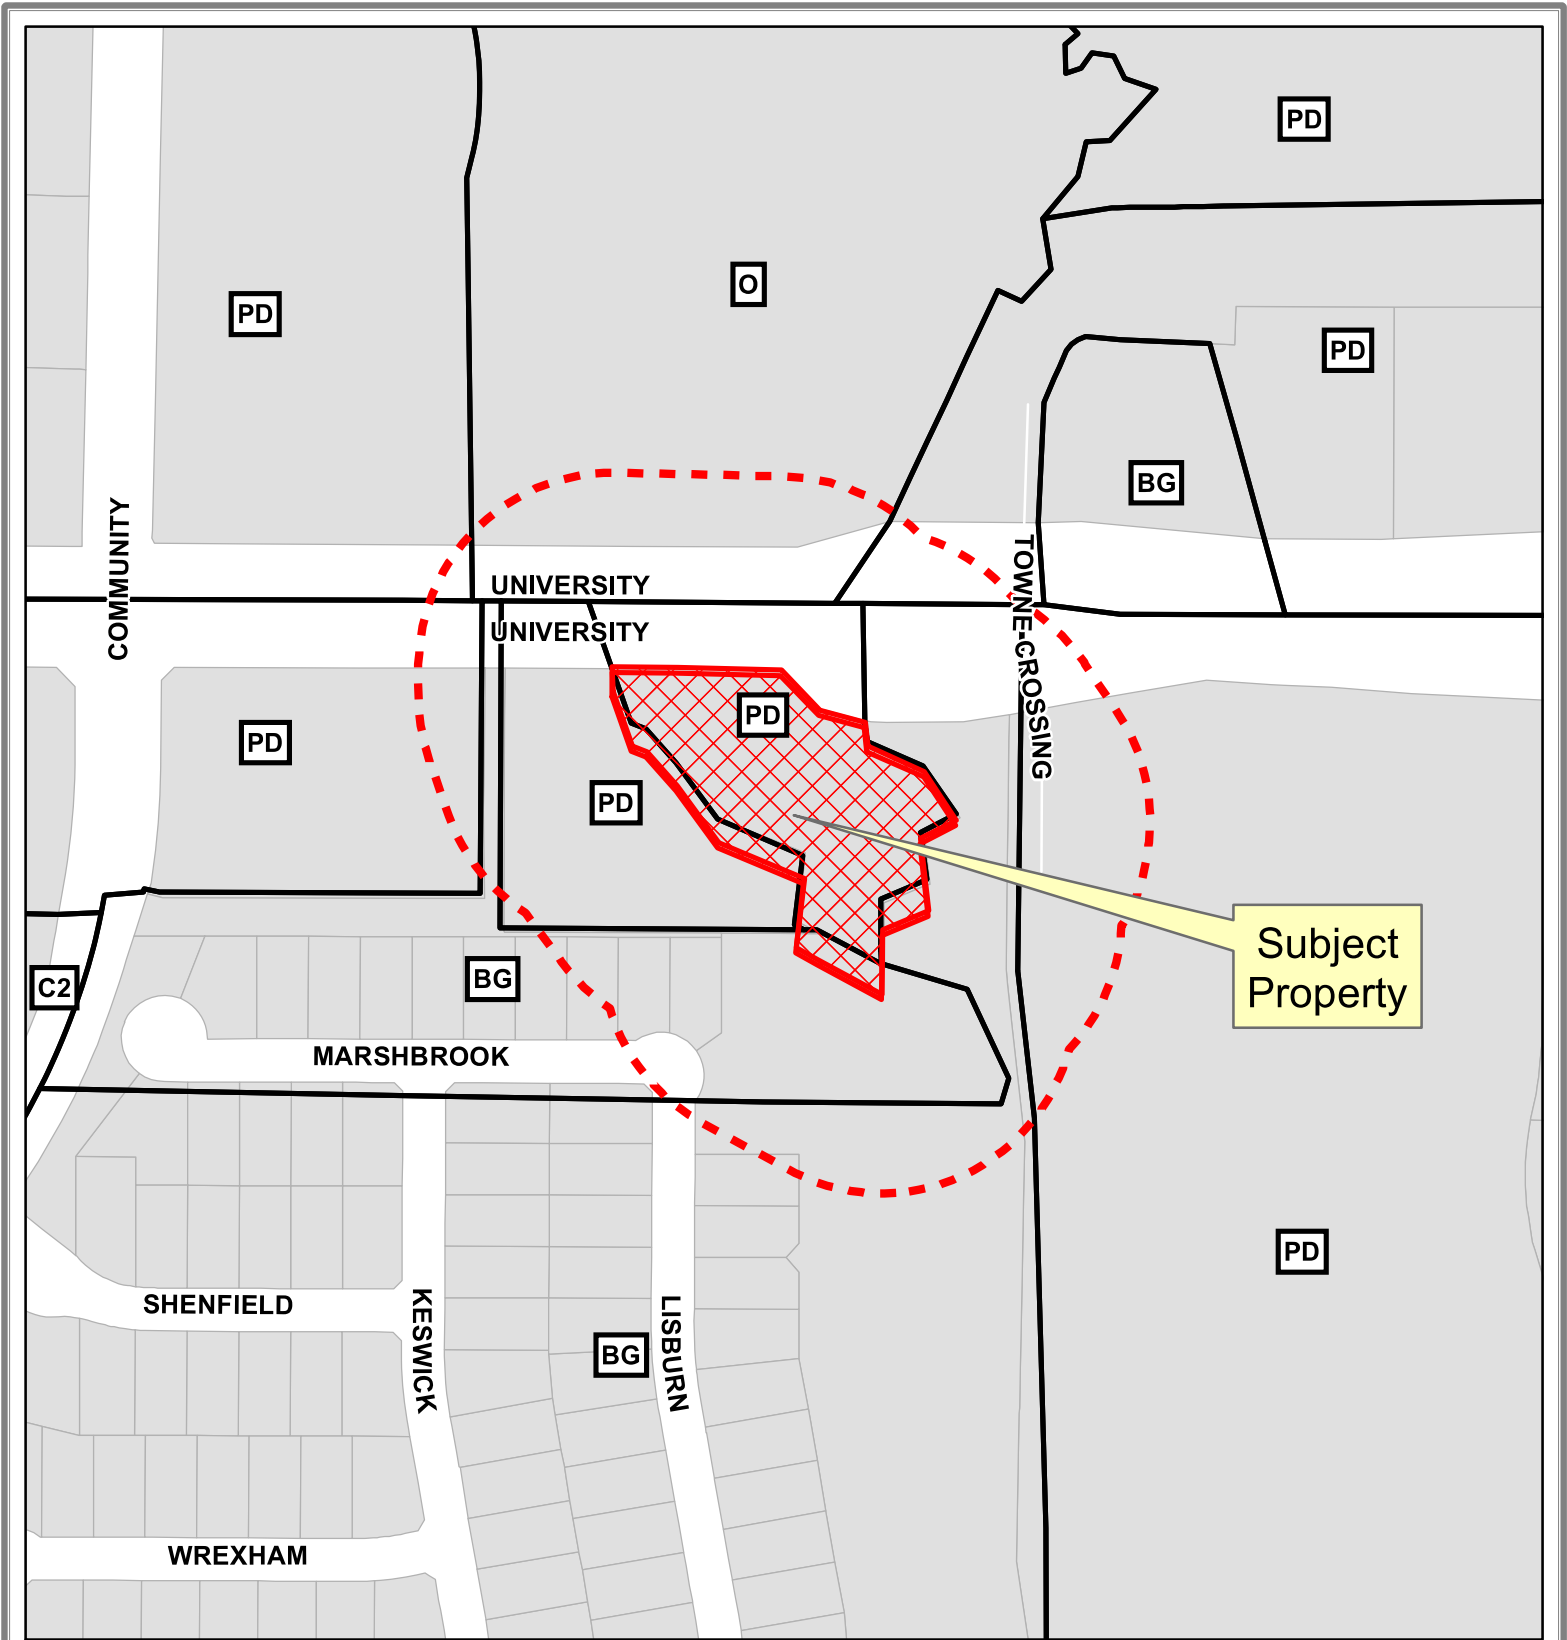 PD
O
PD
PD
BG
COMMUNITY
UNIVERSITY
UNIVERSITY
TOWNE CROSSING
PD
PD
PD
Subject
Property
C2
BG
MARSHBROOK
PD
SHENFIELD
KESWICK
LISBURN
BG
WREXHAM